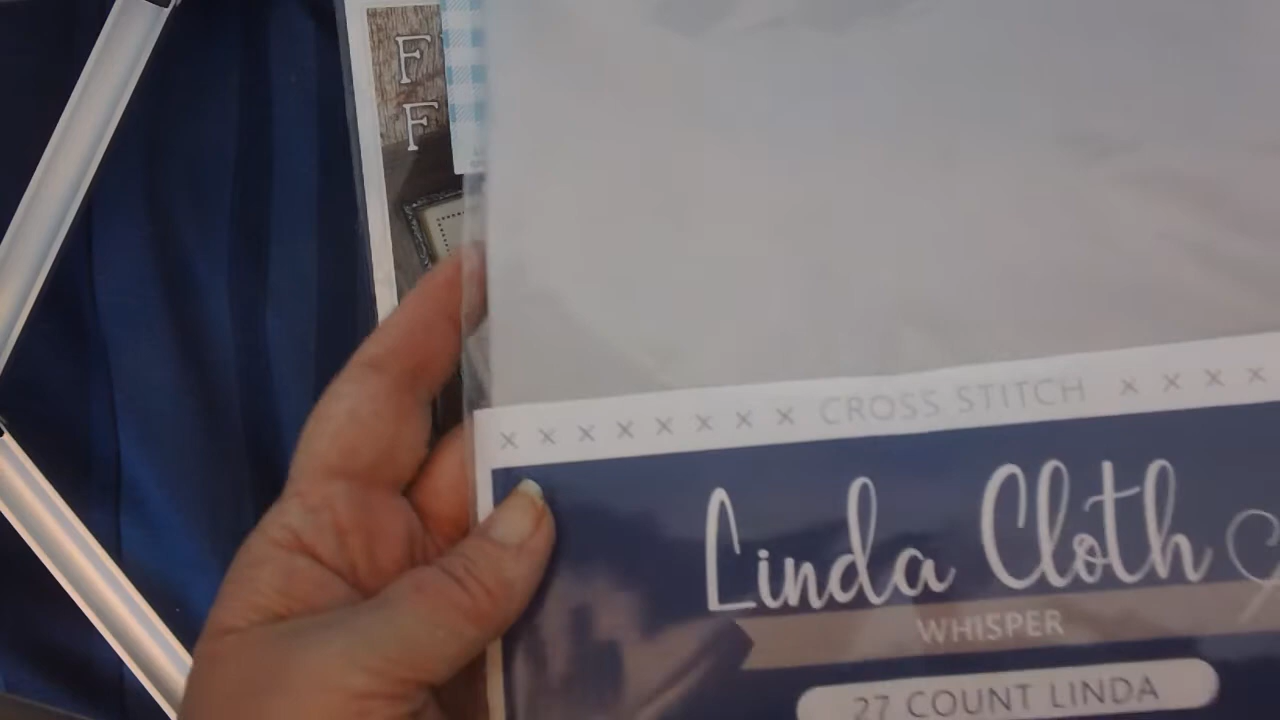 F
F
× × × × × × × × CROSS STITCH × × × ×
Linda Cloth
WHISPER
27 COUNT LINDA